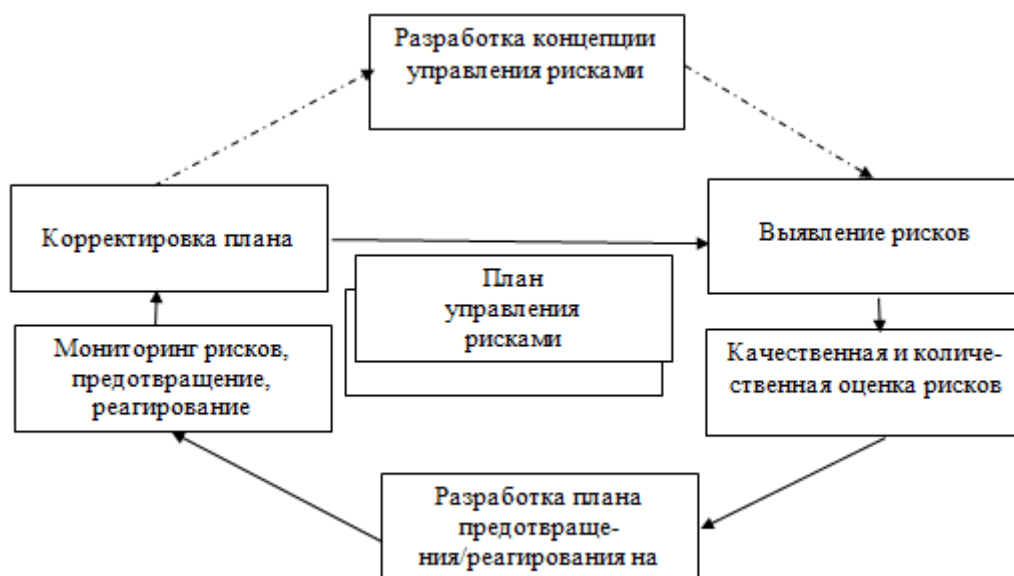 Разработка концепции
управления рисками
Корректировка плана
Выявление рисков
План
управления
рисками
Мониторинг рисков,
предотвращение,
реагирование
Качественная и количе-
ственная оценка рисков
Разработка плана
предотвраще-
ния/реагирования на